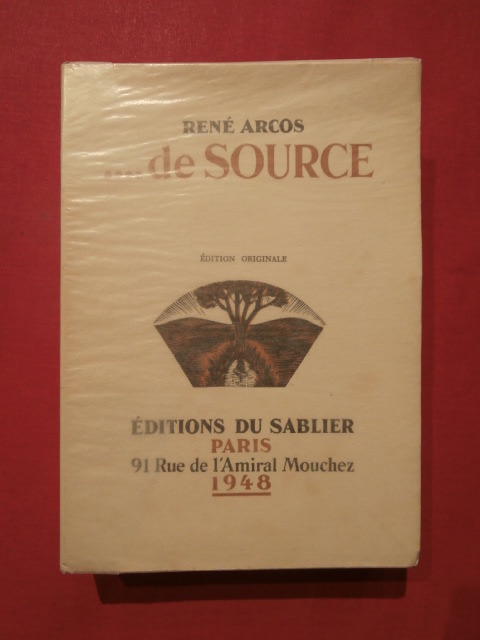 RENÉ ARCOS
....de SOURCE
ÉDITION ORIGINALE
ÉDITIONS DU SABLIER
PARIS
91 Rue de l'Amiral Mouchez
1948